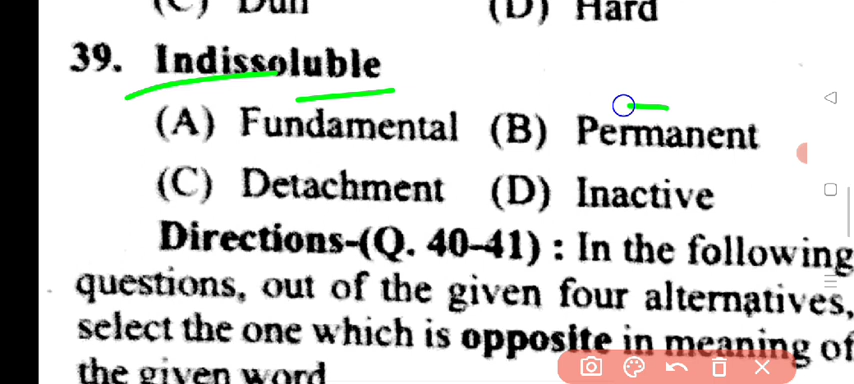 (C) Dull (D) Hard
39. Indissoluble
(A) Fundamental (B) Permanent
(C) Detachment (D) Inactive
Directions-(Q. 40-41) : In the following
questions, out of the given four alternatives,
select the one which is opposite in meaning of
the given word